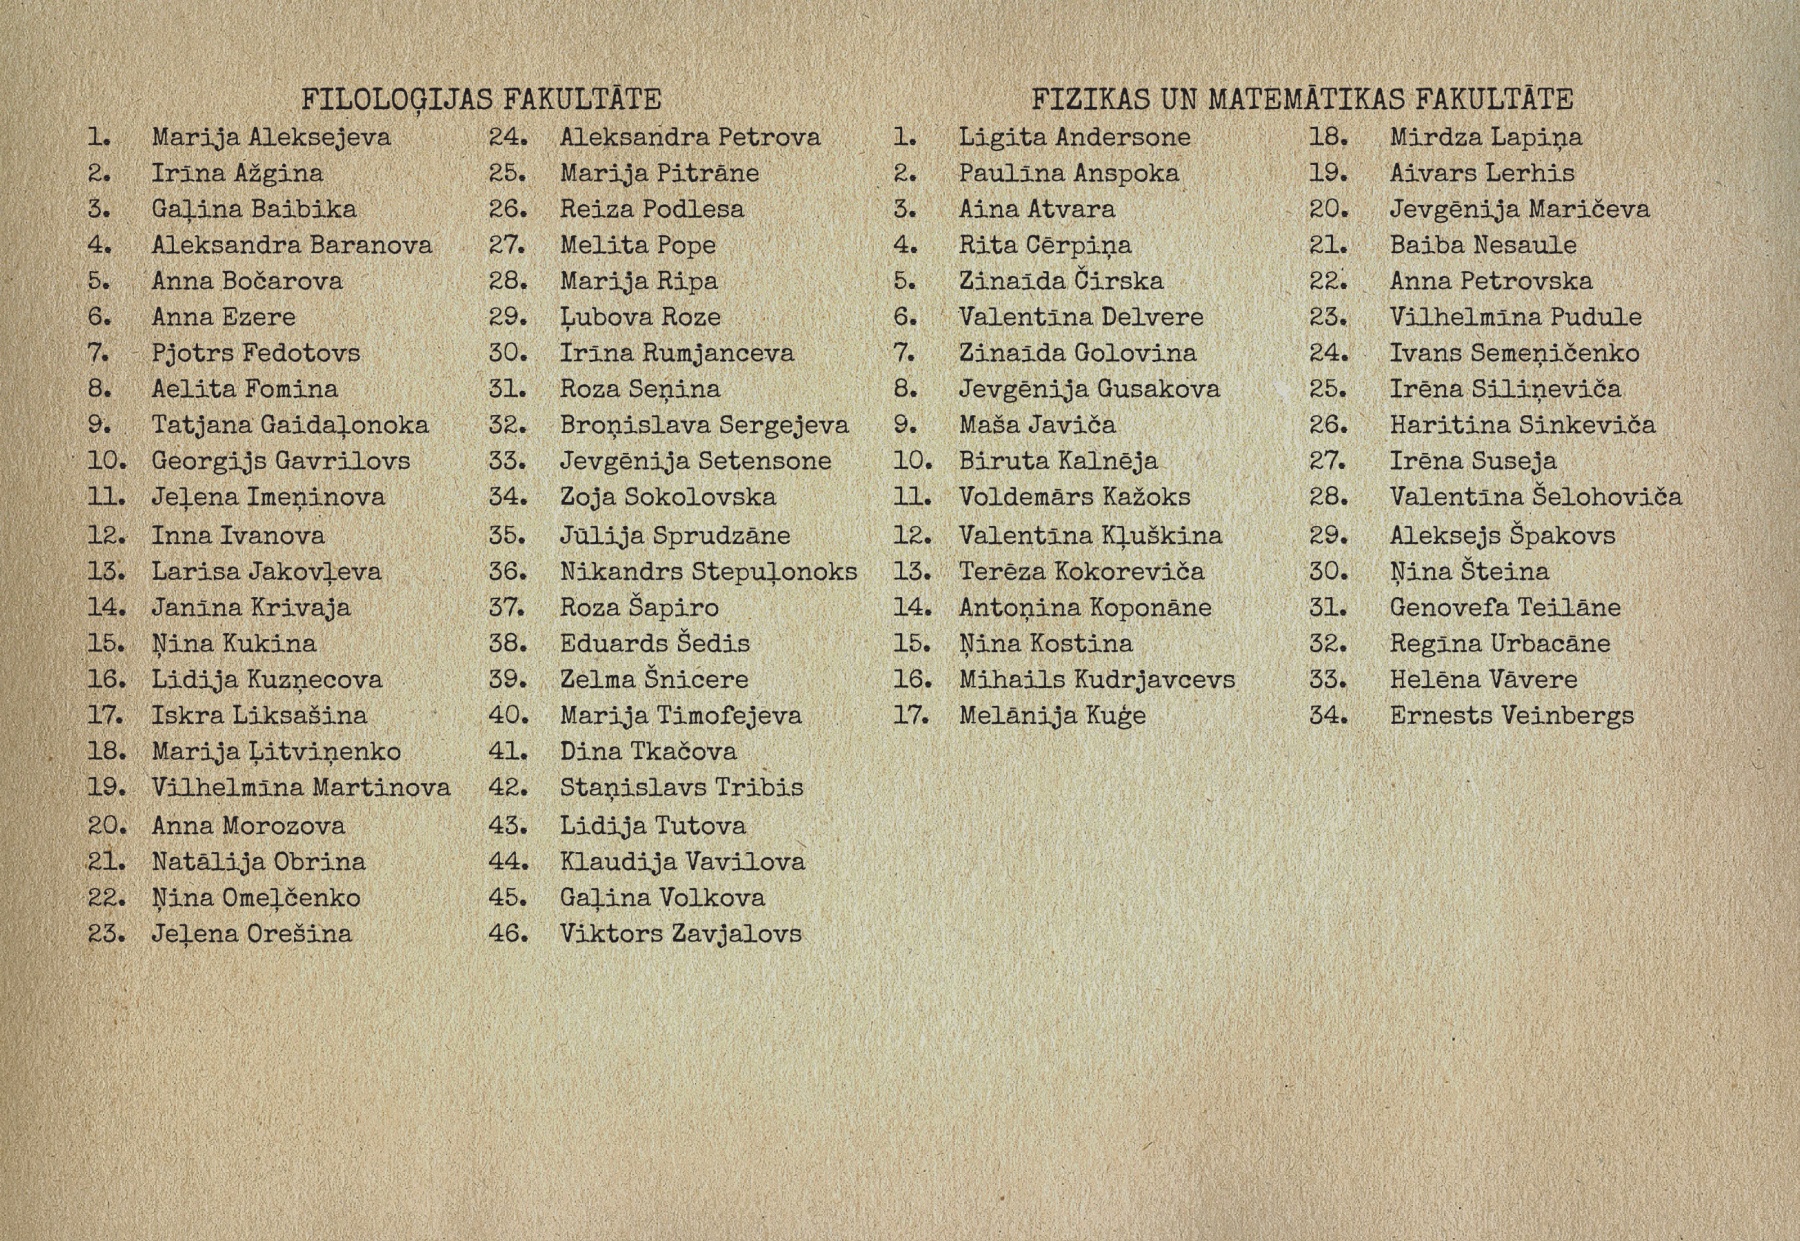 FILOLOĢIJAS FAKULTĀTE
1. Marija Aleksejeva
2. Irīna Ažgina
3. Gaļina Baibika
4. Aleksandra Baranova
5. Anna Bočarova
6. Anna Ezere
7. Pjotrs Fedotovs
8. Aelita Fomina
9. Tatjana Gaidaļonoka
10. Georgijs Gavrilovs
11. Jeļena Imeņinova
12. Inna Ivanova
13. Larisa Jakovļeva
14. Janīna Krivaja
15. Ņina Kukina
16. Lidija Kuzņecova
17. Iskra Liksašina
18. Marija Ļitviņenko
19. Vilhelmīna Martinova
20. Anna Morozova
21. Natālija Obrina
22. Ņina Omeļčenko
23. Jeļena Orešina
24. Aleksandra Petrova
25. Marija Pitrāne
26. Reiza Podlesa
27. Melita Pope
28. Marija Ripa
29. Ļubova Roze
30. Irīna Rumjanceva
31. Roza Seņina
32. Broņislava Sergejeva
33. Jevgēnija Setensone
34. Zoja Sokolovska
35. Jūlija Sprudzāne
36. Nikandrs Stepuļonoks
37. Roza Šapiro
38. Eduards Šedis
39. Zelma Šnicere
40. Marija Timofejeva
41. Dina Tkačova
42. Staņislavs Tribis
43. Lidija Tutova
44. Klaudija Vavilova
45. Gaļina Volkova
46. Viktors Zavjalovs
FIZIKAS UN MATEMĀTIKAS FAKULTĀTE
1. Ligita Andersone
2. Paulīna Anspoka
3. Aina Atvara
4. Rita Cērpiņa
5. Zinaīda Čirska
6. Valentīna Delvere
7. Zinaīda Golovina
8. Jevgēnija Gusakova
9. Maša Javiča
10. Biruta Kalnēja
11. Voldemārs Kažoks
12. Valentīna Kļuškina
13. Terēza Kokoreviča
14. Antoņina Koponāne
15. Ņina Kostina
16. Mihails Kudrjavcevs
17. Melānija Kuģe
18. Mirdza Lapiņa
19. Aivars Lerhis
20. Jevgēnija Maričeva
21. Baiba Nesaule
22. Anna Petrovska
23. Vilhelmīna Pudule
24. Ivans Semeņičenko
25. Irēna Siliņeviča
26. Haritina Sinkeviča
27. Irēna Suseja
28. Valentīna Šelohoviča
29. Aleksejs Špakovs
30. Ņina Šteina
31. Genovefa Teilāne
32. Regīna Urbacāne
33. Helēna Vāvere
34. Ernests Veinbergs